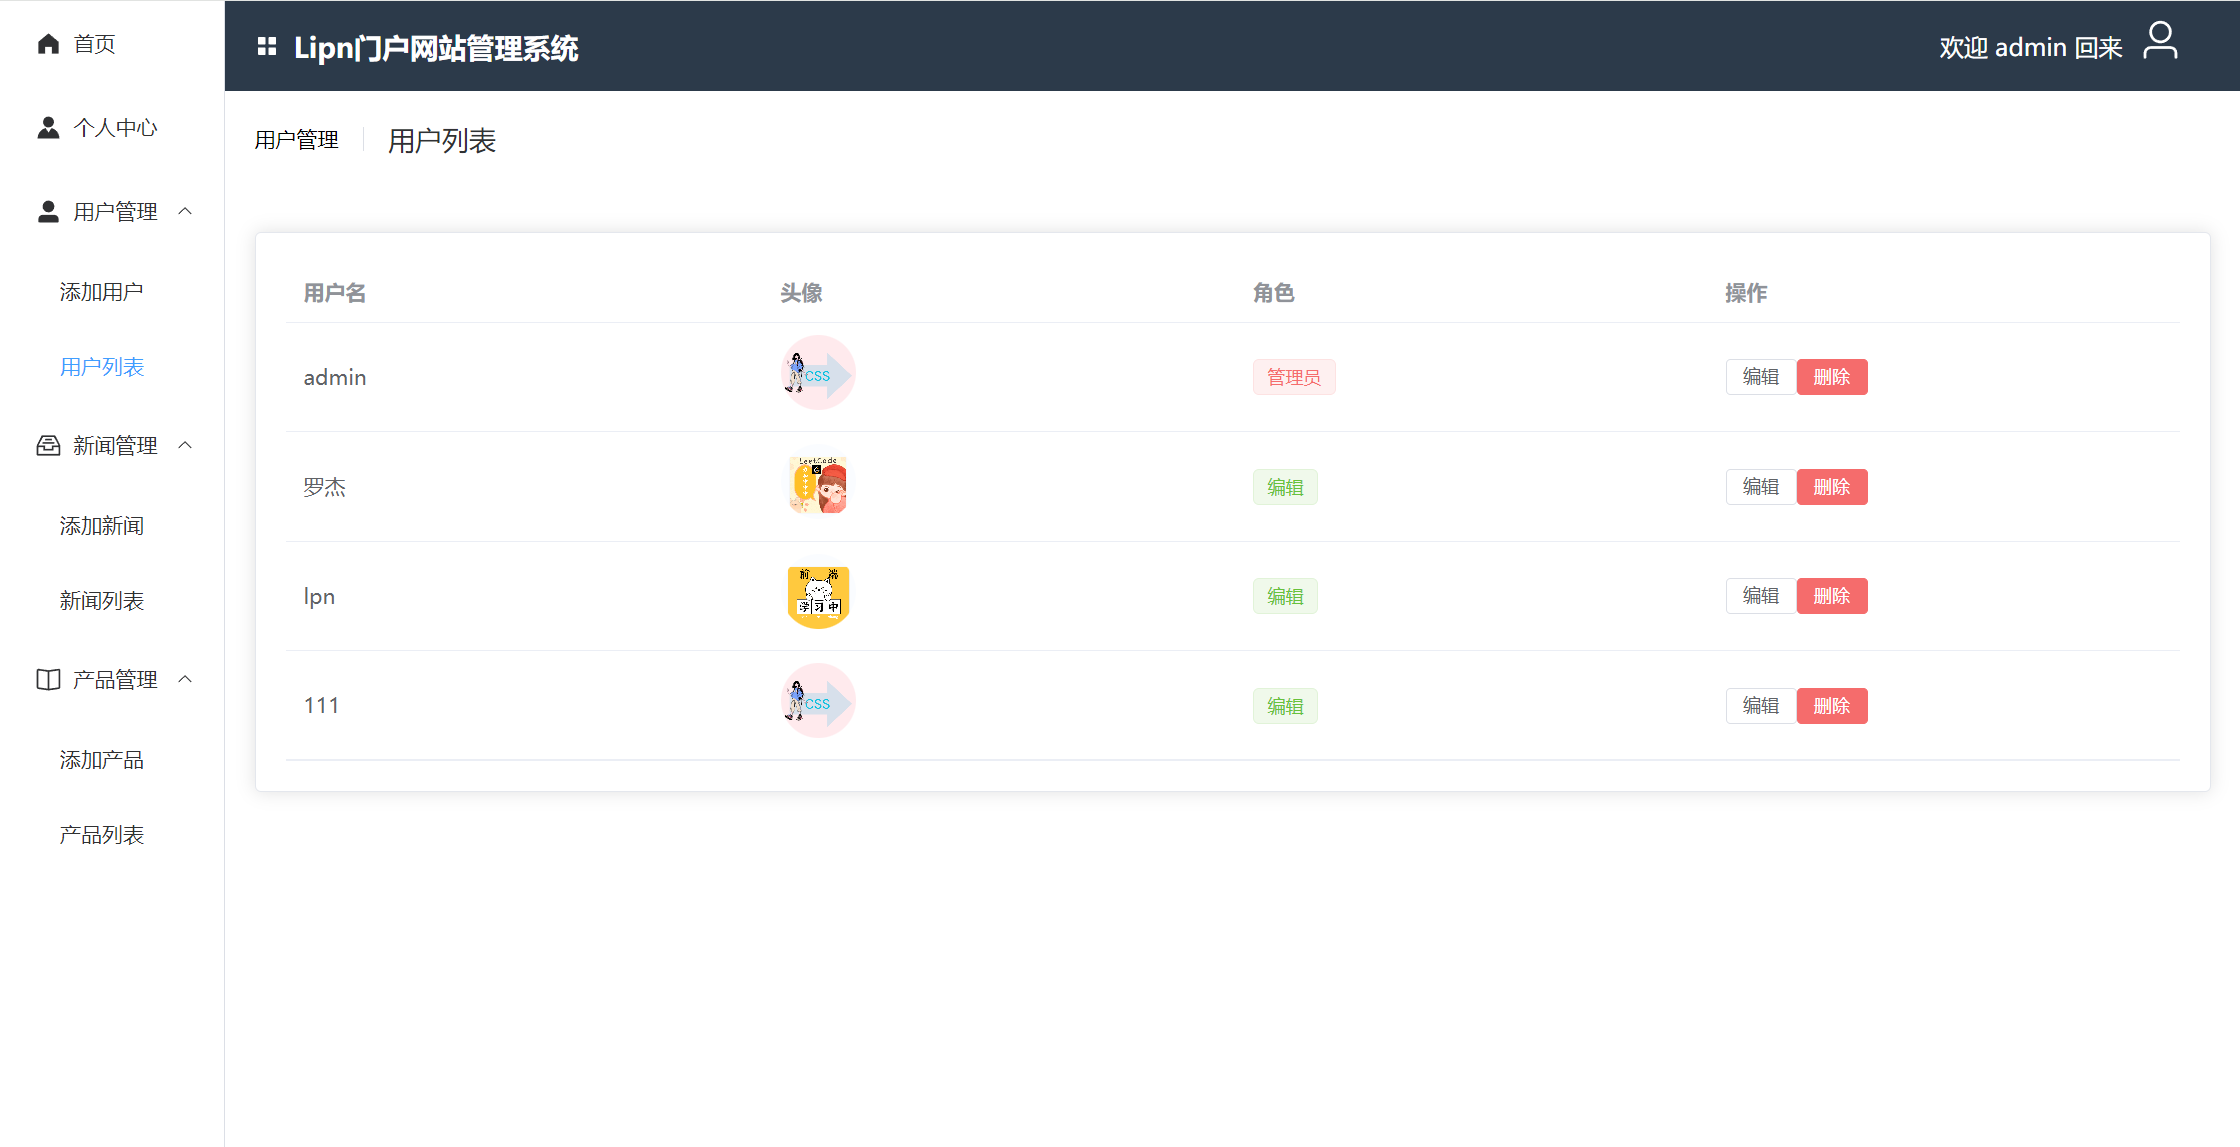 首页
个人中心
用户管理
添加用户
用户列表
新闻管理
添加新闻
新闻列表
产品管理
添加产品
产品列表
Lipn门户网站管理系统
欢迎 admin 回来
用户管理 用户列表
用户名 头像 角色 操作
admin CSS 管理员 编辑 删除
LeetCode
罗杰 编辑 编辑 删除
前端
lpn 编辑 编辑 删除
学习中
111 CSS 编辑 编辑 删除